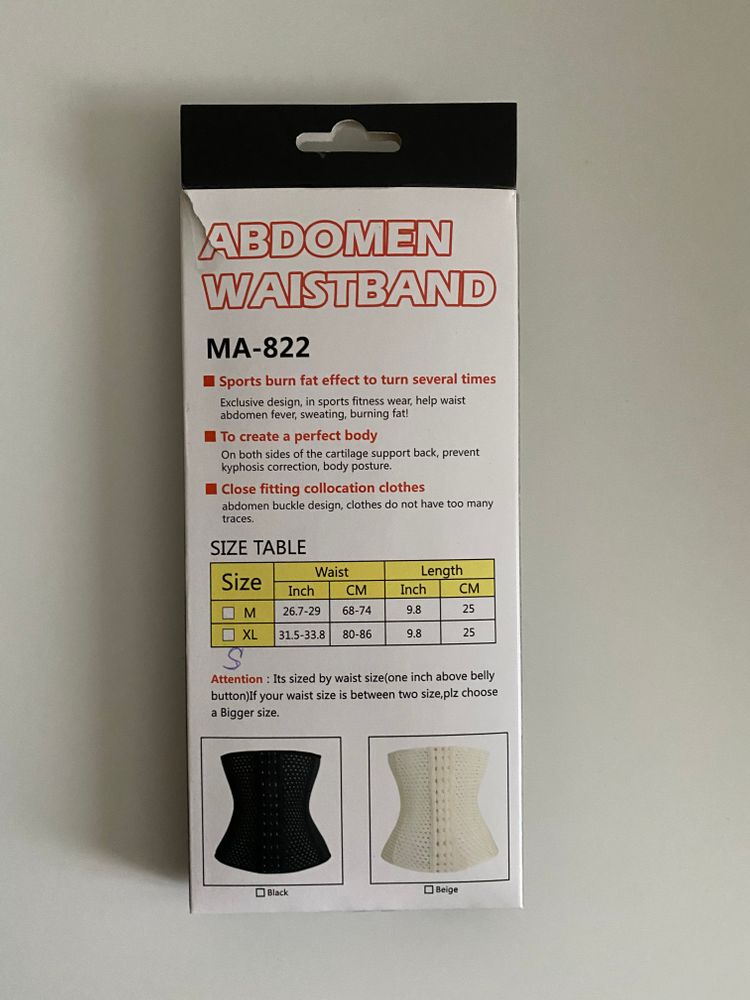 ABDOMEN
WAISTBAND
MA-822
Sports burn fat effect to turn several times
Exclusive design, in sports fitness wear, help waist
abdomen fever, sweating, burning fat!
To create a perfect body
On both sides of the cartilage support back, prevent
kyphosis correction, body posture.
Close fitting collocation clothes
abdomen buckle design, clothes do not have too many
traces.
SIZE TABLE
Size Waist Length
Inch CM Inch CM
M 26.7-29 68-74 9.8 25
XL 31.5-33.8 80-86 9.8 25
S
Attention : Its sized by waist size(one inch above belly
button)If your waist size is between two size,plz choose
a Bigger size.
Black Beige